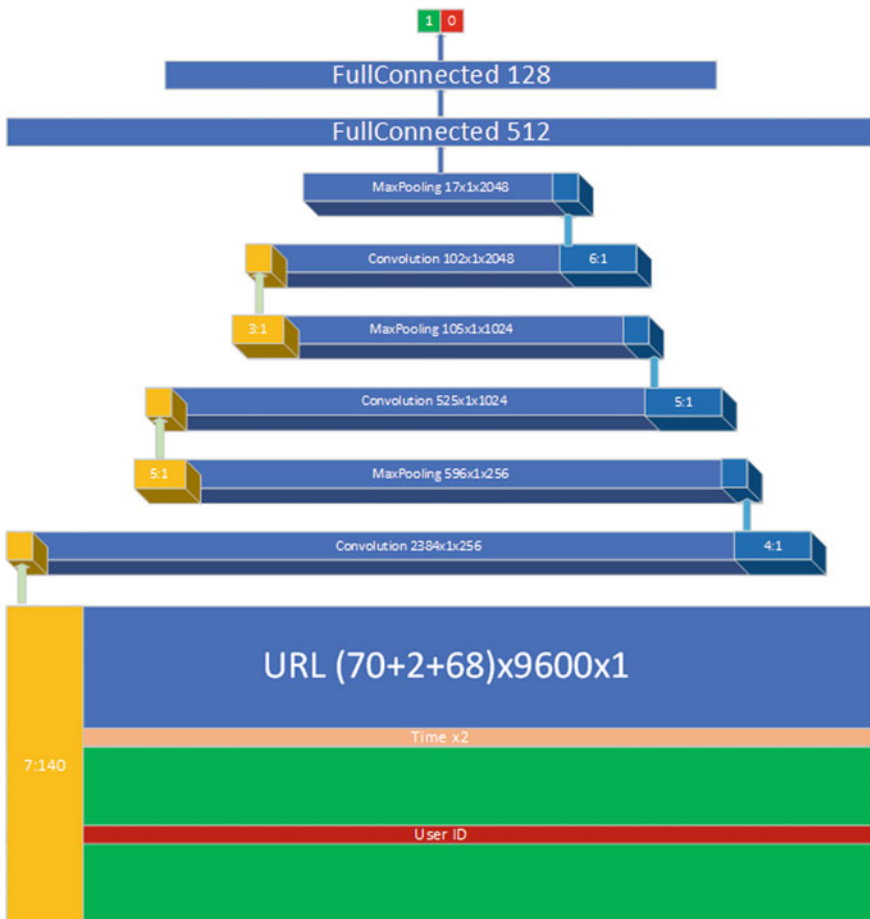 1 0
FullConnected 128
FullConnected 512
MaxPooling 17x1x2048
Convolution 102x1x2048 6:1
3:1 MaxPooling 105x1x1024
Convolution 525x1x1024 5:1
5:1 MaxPooling 596x1x256
Convolution 2384x1x256 4:1
URL (70+2+68)x9600x1
Time x2
7:140
User ID